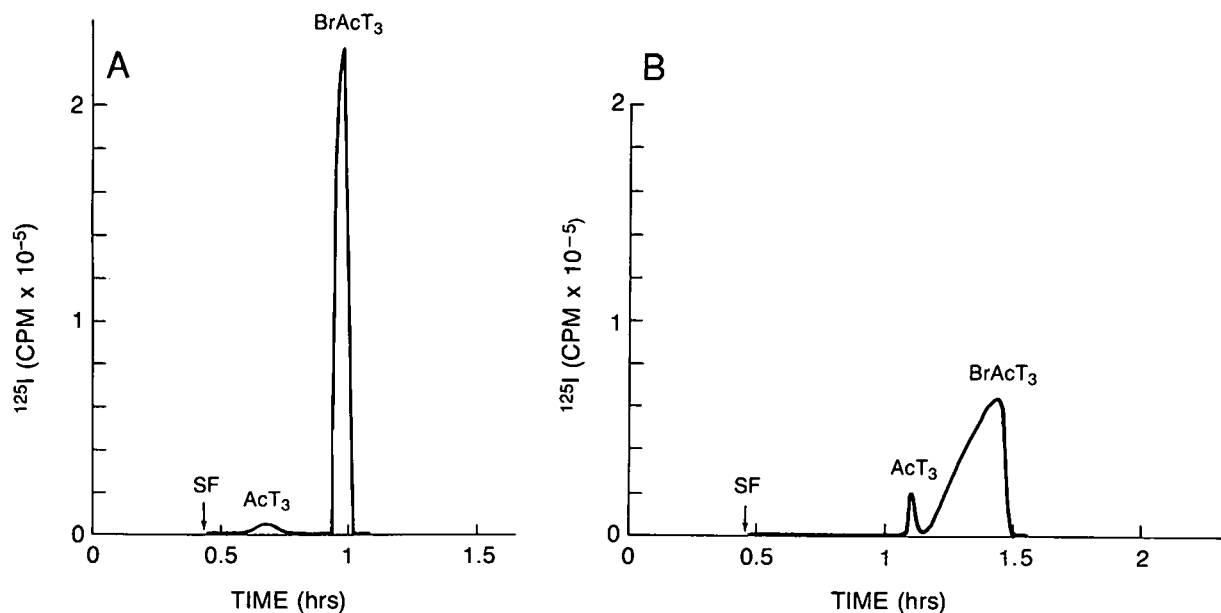 A
BrAcT₃
2
1
0
¹²⁵I (CPM x 10⁻⁵)
SF
AcT₃
0 0.5 1 1.5
TIME (hrs)
B
2
1
0
¹²⁵I (CPM x 10⁻⁵)
SF
AcT₃
BrAcT₃
0 0.5 1 1.5 2
TIME (hrs)